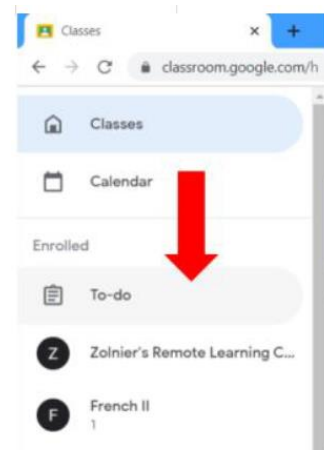 Classes
classroom.google.com/h
Classes
Calendar
Enrolled
To-do
Z Zolnier's Remote Learning C...
F French II
1